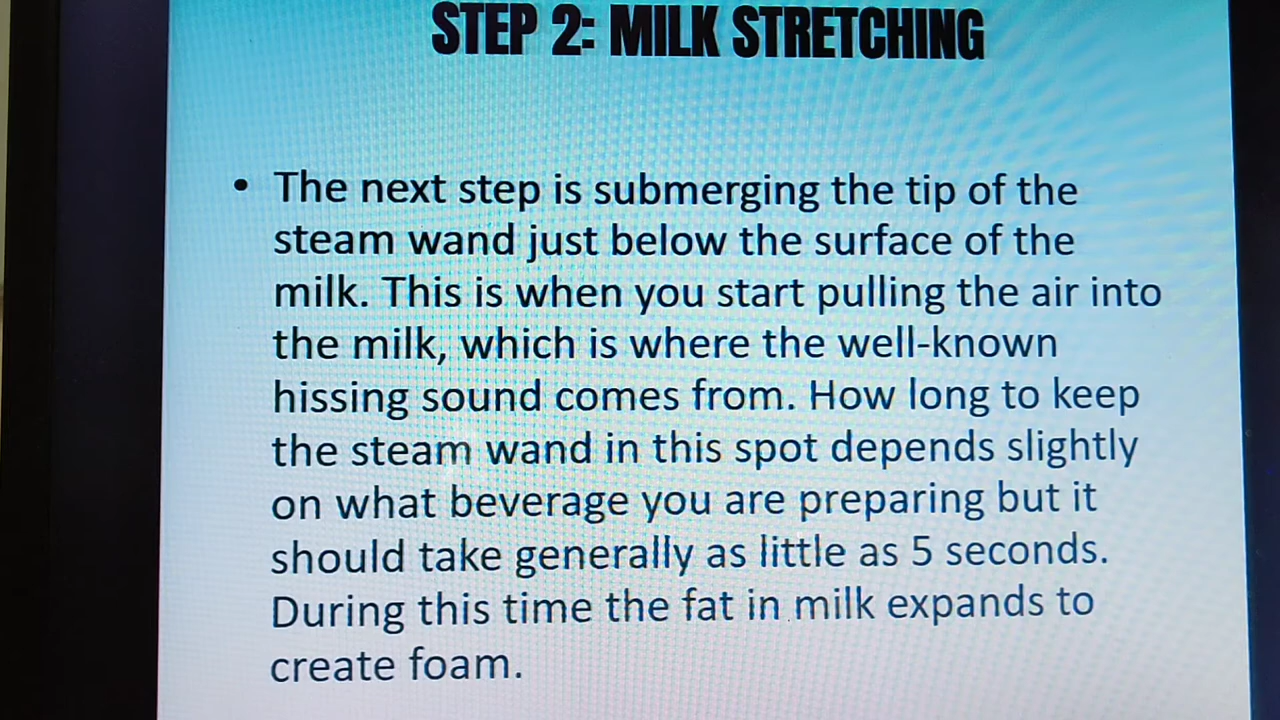 STEP 2: MILK STRETCHING
• The next step is submerging the tip of the
steam wand just below the surface of the
milk. This is when you start pulling the air into
the milk, which is where the well-known
hissing sound comes from. How long to keep
the steam wand in this spot depends slightly
on what beverage you are preparing but it
should take generally as little as 5 seconds.
During this time the fat in milk expands to
create foam.